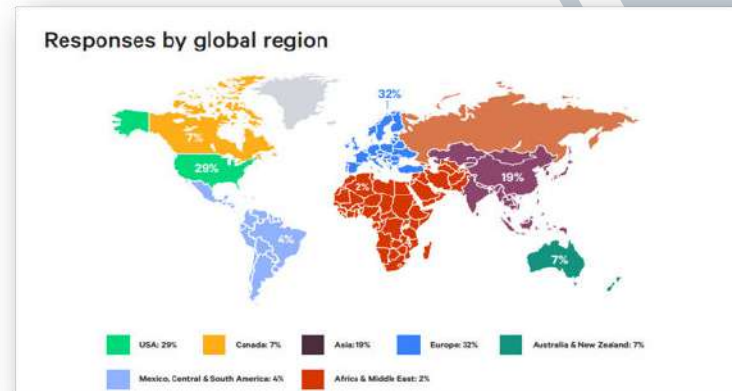 Responses by global region
32%
7%
29%
19%
2%
4%
7%
USA: 29%
Canada: 7%
Asia: 19%
Europe: 32%
Australia & New Zealand: 7%
Mexico, Central & South America: 4%
Africa & Middle East: 2%